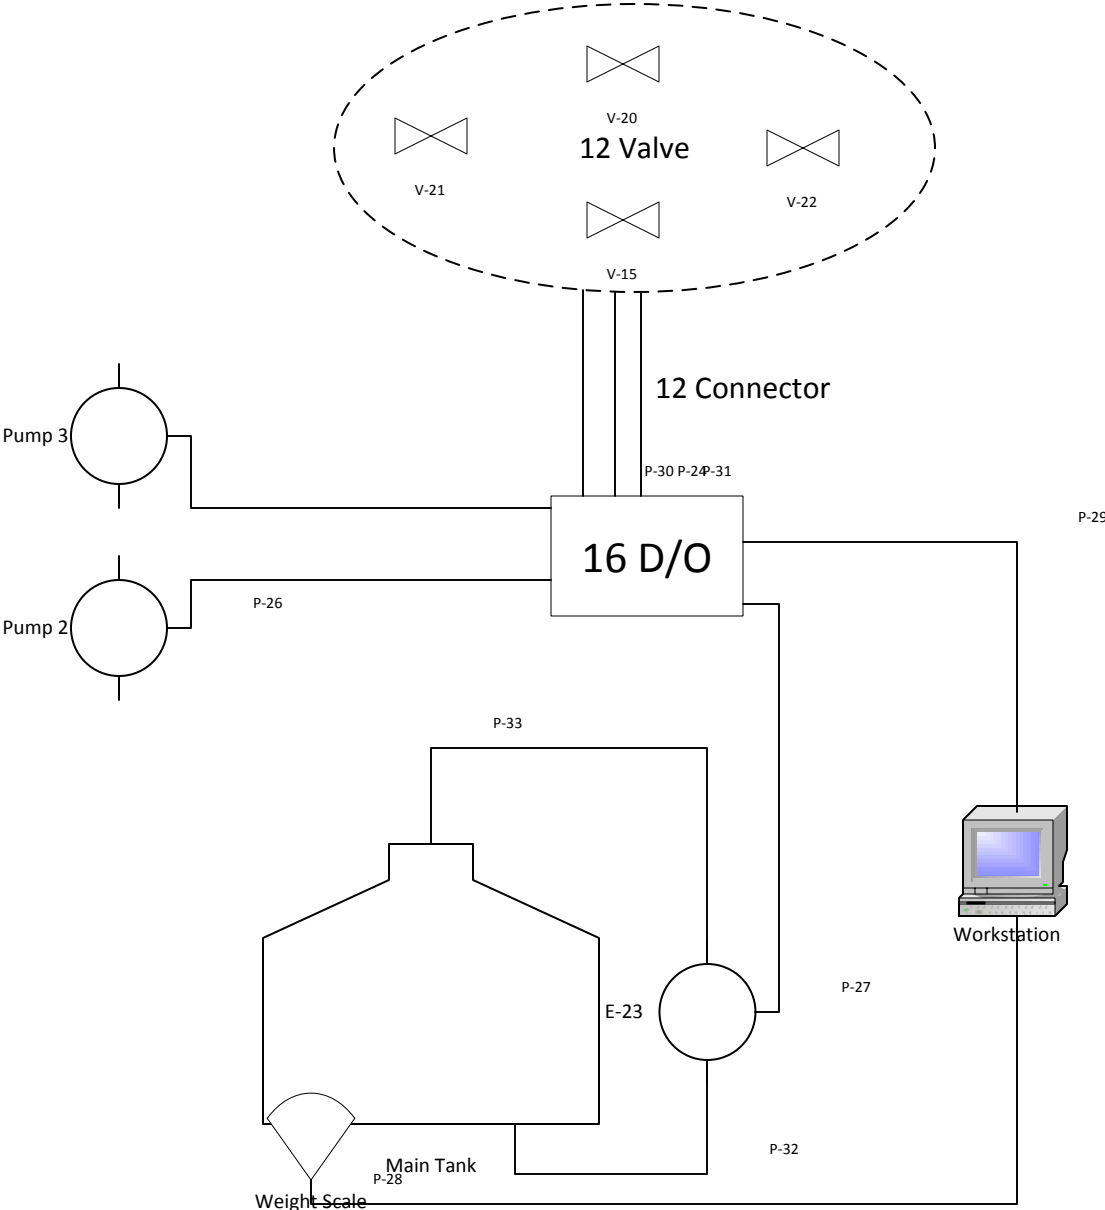 V-20
12 Valve
V-21
V-22
V-15
12 Connector
Pump 3
P-30 P-24 P-31
16 D/O
P-29
P-26
Pump 2
P-33
Workstation
E-23
P-27
P-32
Main Tank
P-28
Weight Scale